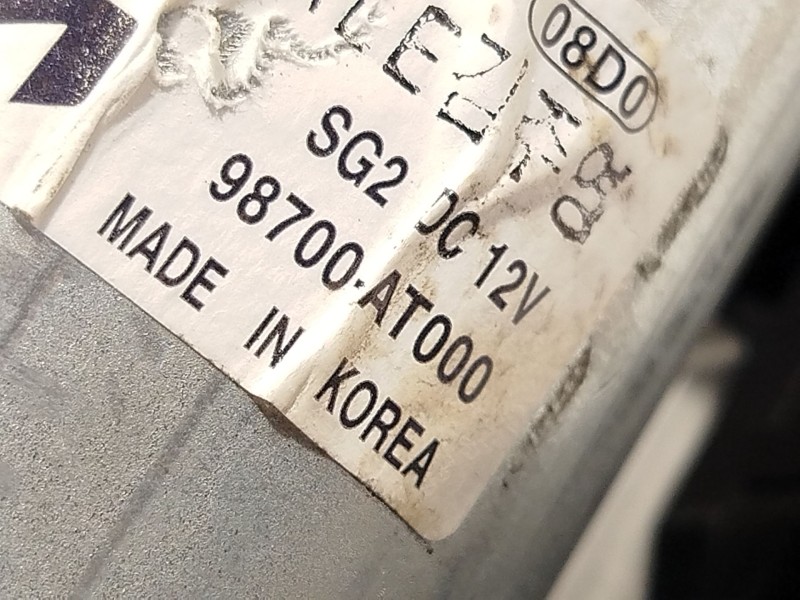 08D0
SG2 DC 12V
98700-AT000
MADE IN KOREA